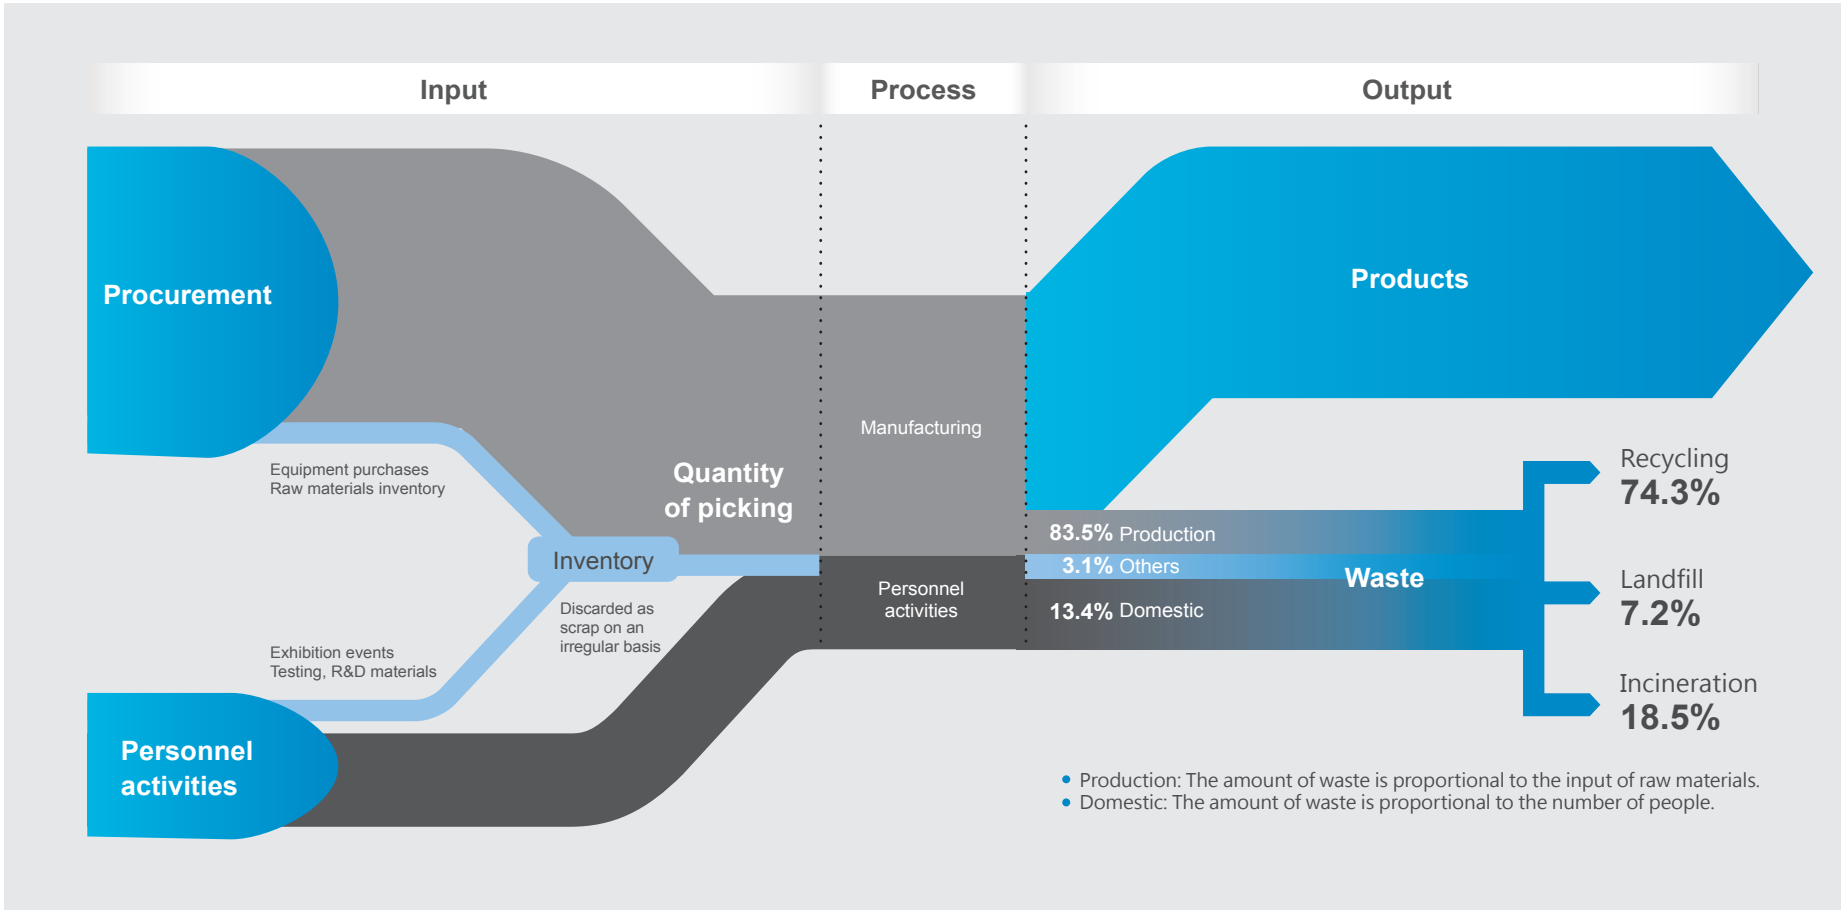 Input
Process
Output
Procurement
Equipment purchases
Raw materials inventory
Quantity
of picking
Inventory
Discarded as
scrap on an
irregular basis
Exhibition events
Testing, R&D materials
Personnel
activities
Manufacturing
Personnel
activities
Products
83.5% Production
3.1% Others
13.4% Domestic
Waste
Recycling
74.3%
Landfill
7.2%
Incineration
18.5%
• Production: The amount of waste is proportional to the input of raw materials.
• Domestic: The amount of waste is proportional to the number of people.